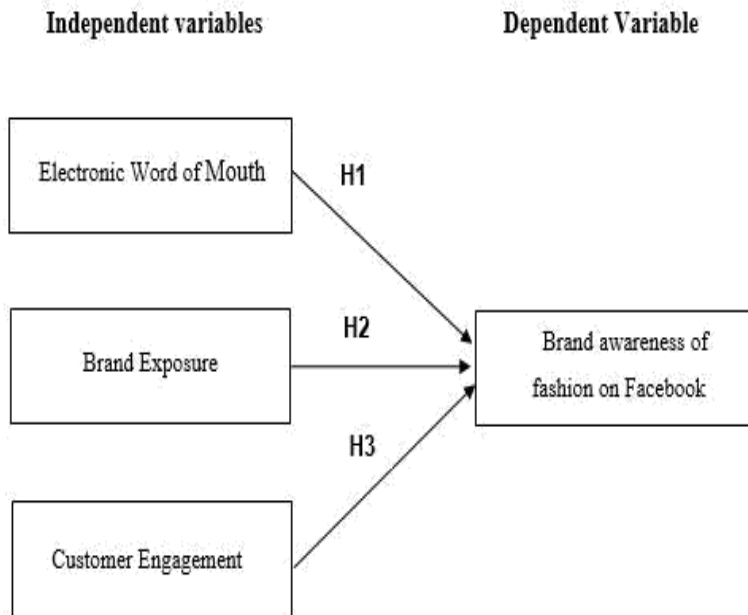 Independent variables
Dependent Variable
Electronic Word of Mouth
H1
Brand Exposure
H2
Brand awareness of
fashion on Facebook
H3
Customer Engagement